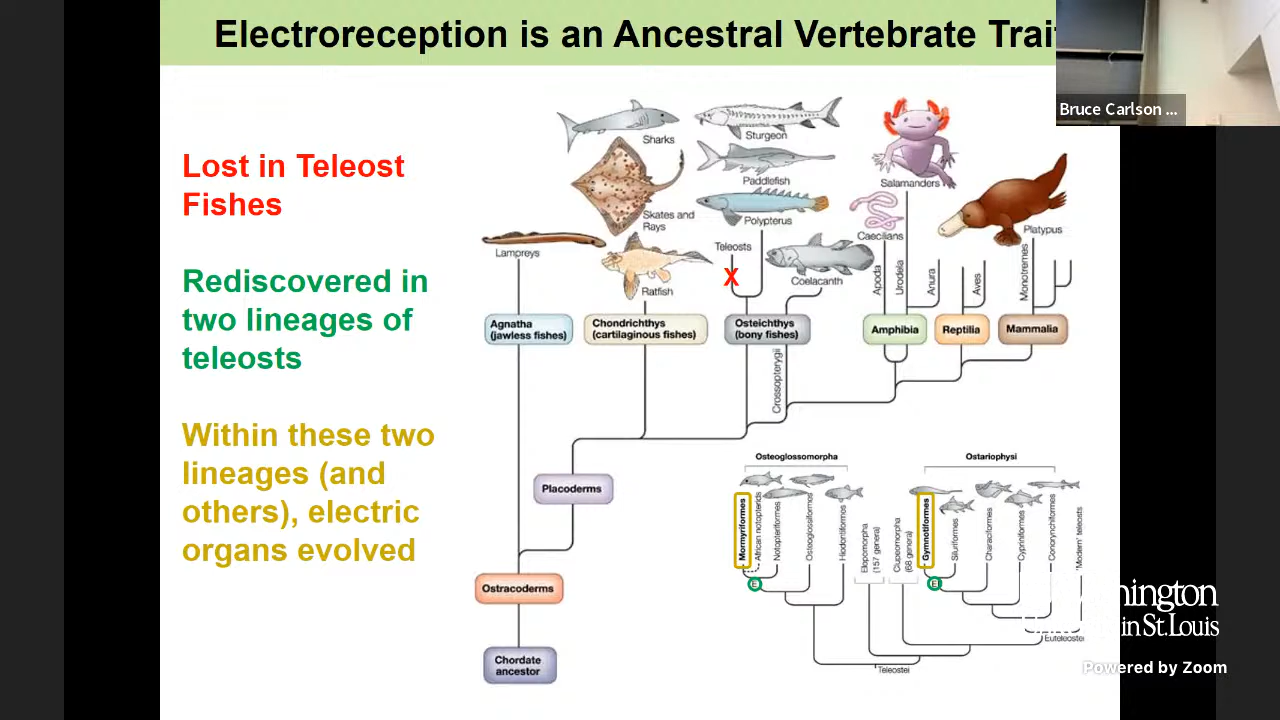 Electroreception is an Ancestral Vertebrate Trai
Bruce Carlson ...
Lost in Teleost
Fishes
Rediscovered in
two lineages of
teleosts
Within these two
lineages (and
others), electric
organs evolved
Sharks
Sturgeon
Paddlefish
Skates and
Rays
Polypterus
Salamanders
Caecilians
Platypus
Lampreys
Ratfish
Teleosts
X
Coelacanth
Apoda
Urodela
Anura
Aves
Monotremes
Agnatha
(jawless fishes)
Chondrichthys
(cartilaginous fishes)
Osteichthys
(bony fishes)
Amphibia
Reptilia
Mammalia
Crossopterygii
Placoderms
Ostracoderms
Chordate
ancestor
Osteoglossomorpha
Ostariophysi
Mormyriformes
African notopterids
Notopteriformes
Osteoglossiformes
Hiodontiformes
Elopomorpha
(157 genera)
Clupeomorpha
(68 genera)
Gymnotiformes
Siluriformes
Characiformes
Cypriniformes
Gonorynchiformes
"Modern" teleosts
E
E
Euteleostei
Teleostei
hington
in St. Louis
Powered by Zoom